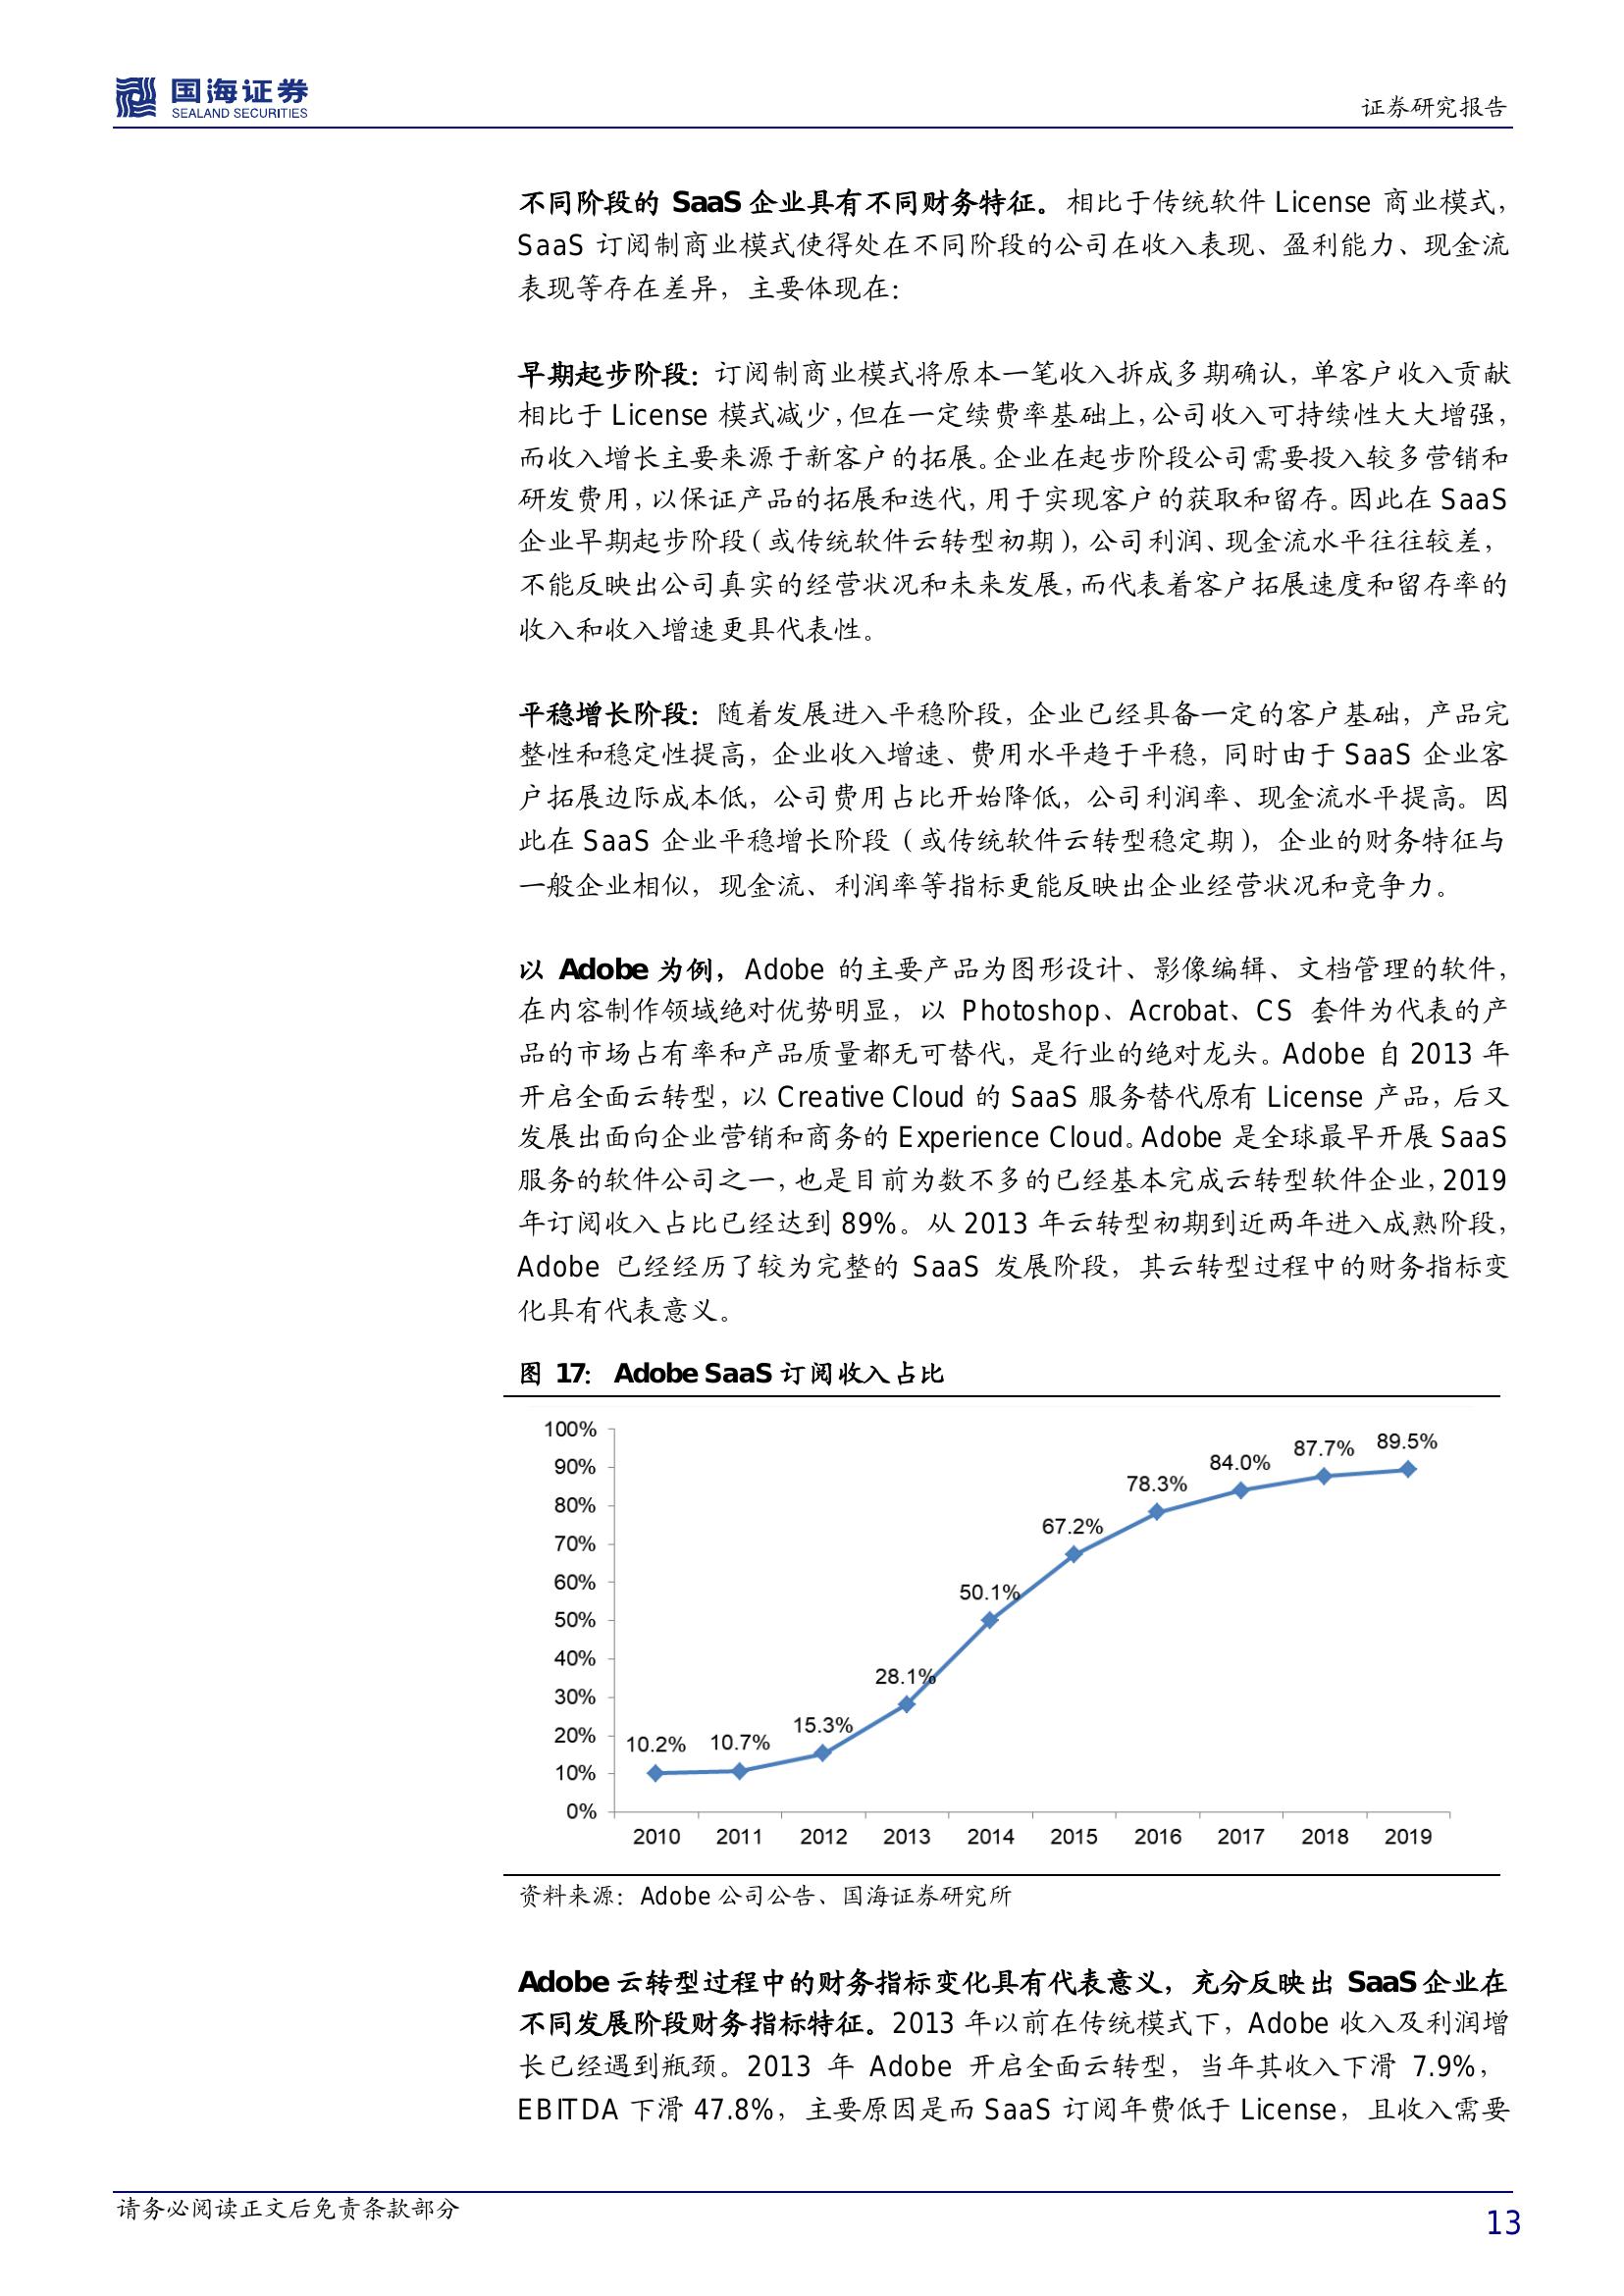 国海证券
SEALAND SECURITIES
证券研究报告
不同阶段的 SaaS 企业具有不同财务特征。相比于传统软件 License 商业模式，
SaaS 订阅制商业模式使得处在不同阶段的公司在收入表现、盈利能力、现金流
表现等存在差异，主要体现在：
早期起步阶段：订阅制商业模式将原本一笔收入拆成多期确认，单客户收入贡献
相比于 License 模式减少，但在一定续费率基础上，公司收入可持续性大大增强，
而收入增长主要来源于新客户的拓展。企业在起步阶段公司需要投入较多营销和
研发费用，以保证产品的拓展和迭代，用于实现客户的获取和留存。因此在 SaaS
企业早期起步阶段（或传统软件云转型初期），公司利润、现金流水平往往较差，
不能反映出公司真实的经营状况和未来发展，而代表着客户拓展速度和留存率的
收入和收入增速更具代表性。
平稳增长阶段：随着发展进入平稳阶段，企业已经具备一定的客户基础，产品完
整性和稳定性提高，企业收入增速、费用水平趋于平稳，同时由于 SaaS 企业客
户拓展边际成本低，公司费用占比开始降低，公司利润率、现金流水平提高。因
此在 SaaS 企业平稳增长阶段（或传统软件云转型稳定期），企业的财务特征与
一般企业相似，现金流、利润率等指标更能反映出企业经营状况和竞争力。
以 Adobe 为例，Adobe 的主要产品为图形设计、影像编辑、文档管理的软件，
在内容制作领域绝对优势明显，以 Photoshop、Acrobat、CS 套件为代表的产
品的市场占有率和产品质量都无可替代，是行业的绝对龙头。Adobe 自 2013 年
开启全面云转型，以 Creative Cloud 的 SaaS 服务替代原有 License 产品，后又
发展出面向企业营销和商务的 Experience Cloud。Adobe 是全球最早开展 SaaS
服务的软件公司之一，也是目前为数不多的已经基本完成云转型软件企业，2019
年订阅收入占比已经达到 89%。从 2013 年云转型初期到近两年进入成熟阶段，
Adobe 已经经历了较为完整的 SaaS 发展阶段，其云转型过程中的财务指标变
化具有代表意义。
图 17： Adobe SaaS 订阅收入占比
100%
90%
80%
70%
60%
50%
40%
30%
20%
10%
0%
10.2% 10.7% 15.3% 28.1% 50.1% 67.2% 78.3% 84.0% 87.7% 89.5%
2010 2011 2012 2013 2014 2015 2016 2017 2018 2019
资料来源：Adobe 公司公告、国海证券研究所
Adobe 云转型过程中的财务指标变化具有代表意义，充分反映出 SaaS 企业在
不同发展阶段财务指标特征。2013 年以前在传统模式下，Adobe 收入及利润增
长已经遇到瓶颈。2013 年 Adobe 开启全面云转型，当年其收入下滑 7.9%，
EBITDA 下滑 47.8%，主要原因是而 SaaS 订阅年费低于 License，且收入需要
请务必阅读正文后免责条款部分
13